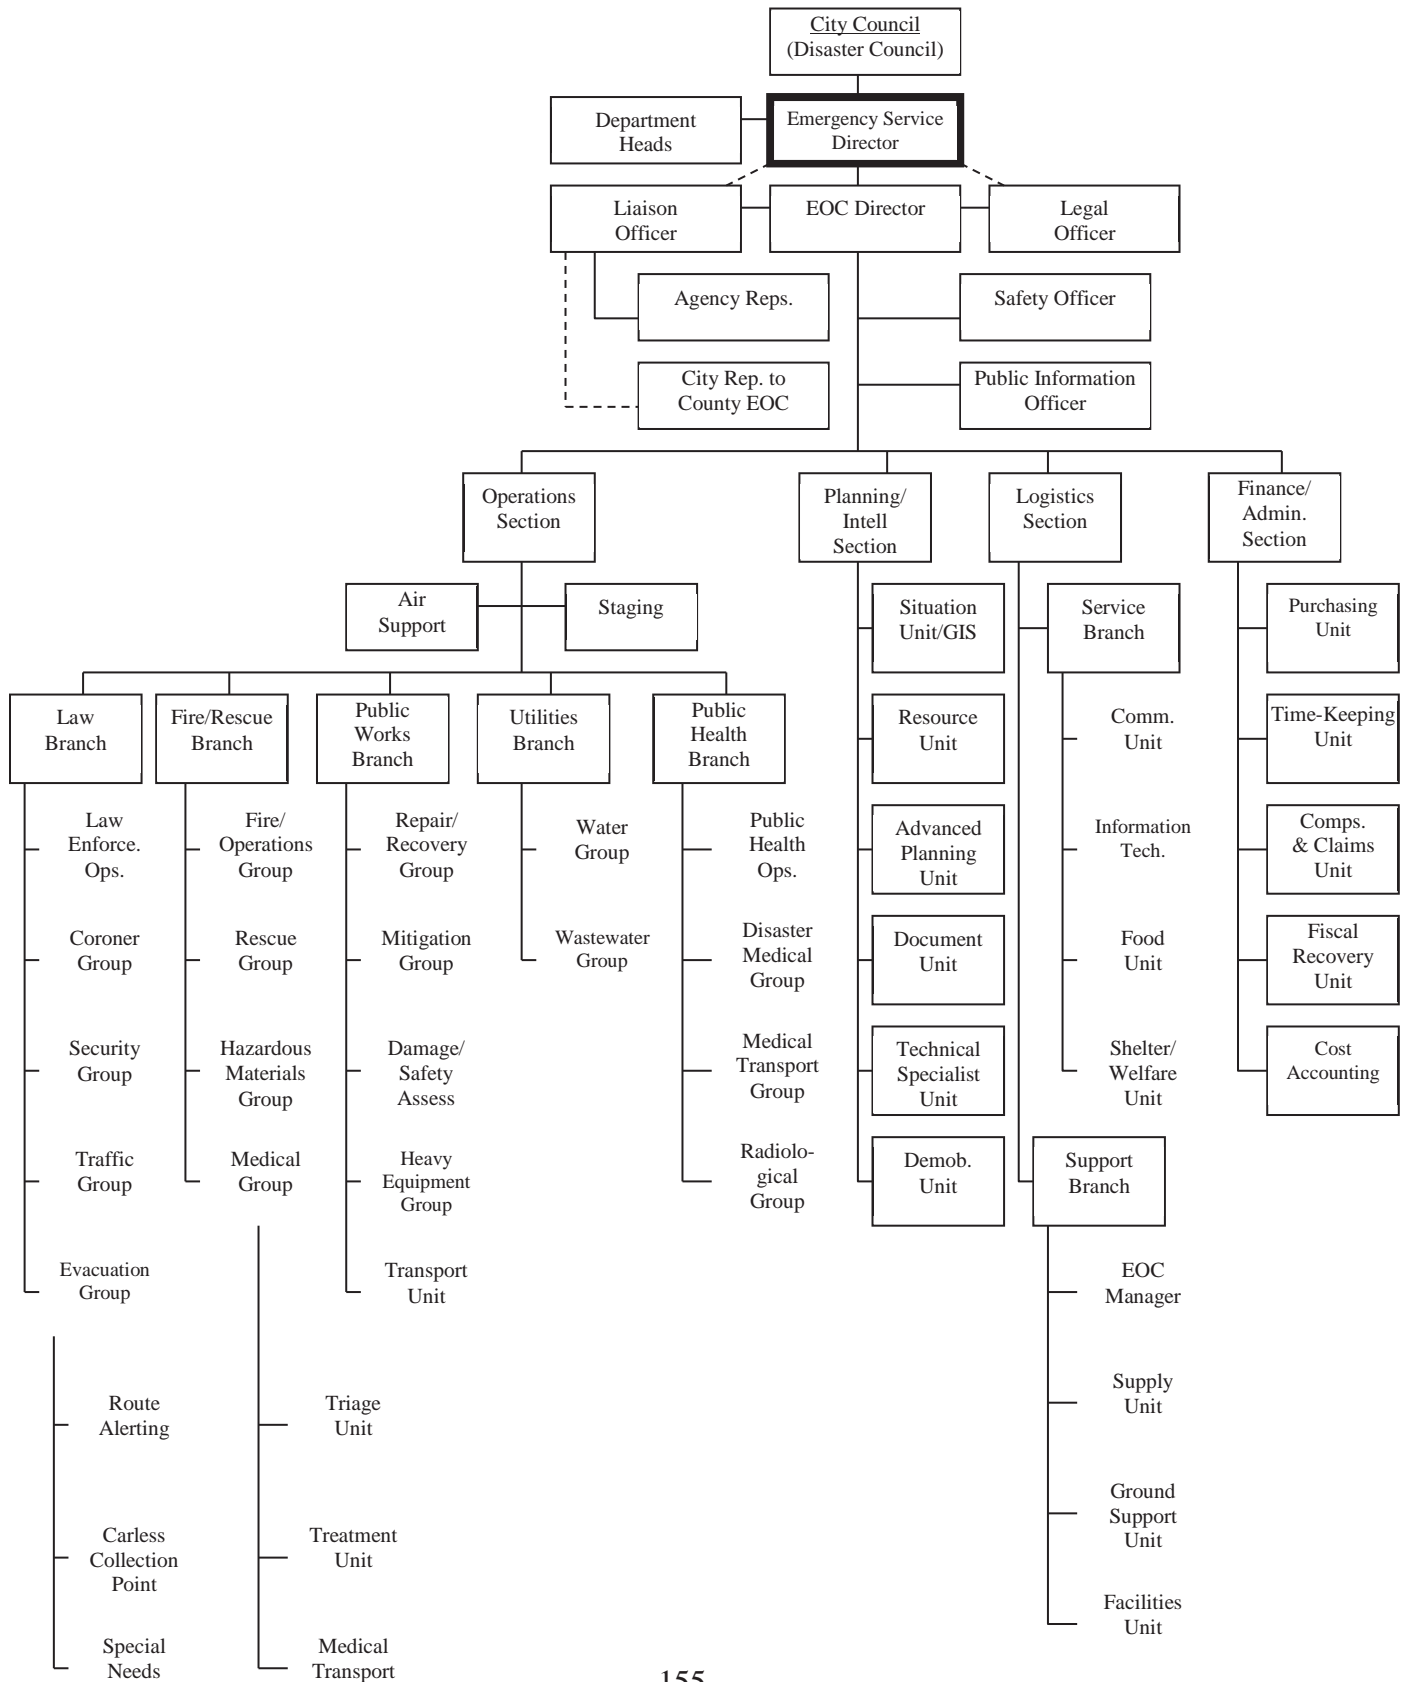 City Council
(Disaster Council)
Department
Heads
Emergency Service
Director
Liaison
Officer
EOC Director
Legal
Officer
Agency Reps.
Safety Officer
City Rep. to
County EOC
Public Information
Officer
Operations
Section
Planning/
Intell
Section
Logistics
Section
Finance/
Admin.
Section
Air
Support
Staging
Law
Branch
Fire/Rescue
Branch
Public
Works
Branch
Utilities
Branch
Public
Health
Branch
Law
Enforce.
Ops.
Coroner
Group
Security
Group
Traffic
Group
Evacuation
Group
Route
Alerting
Carless
Collection
Point
Special
Needs
Fire/
Operations
Group
Rescue
Group
Hazardous
Materials
Group
Medical
Group
Triage
Unit
Treatment
Unit
Medical
Transport
Repair/
Recovery
Group
Mitigation
Group
Damage/
Safety
Assess
Heavy
Equipment
Group
Transport
Unit
Water
Group
Wastewater
Group
Public
Health
Ops.
Disaster
Medical
Group
Medical
Transport
Group
Radiolo-
gical
Group
Situation
Unit/GIS
Resource
Unit
Advanced
Planning
Unit
Document
Unit
Technical
Specialist
Unit
Demob.
Unit
Service
Branch
Comm.
Unit
Information
Tech.
Food
Unit
Shelter/
Welfare
Unit
Support
Branch
EOC
Manager
Supply
Unit
Ground
Support
Unit
Facilities
Unit
Purchasing
Unit
Time-Keeping
Unit
Comps.
& Claims
Unit
Fiscal
Recovery
Unit
Cost
Accounting
155